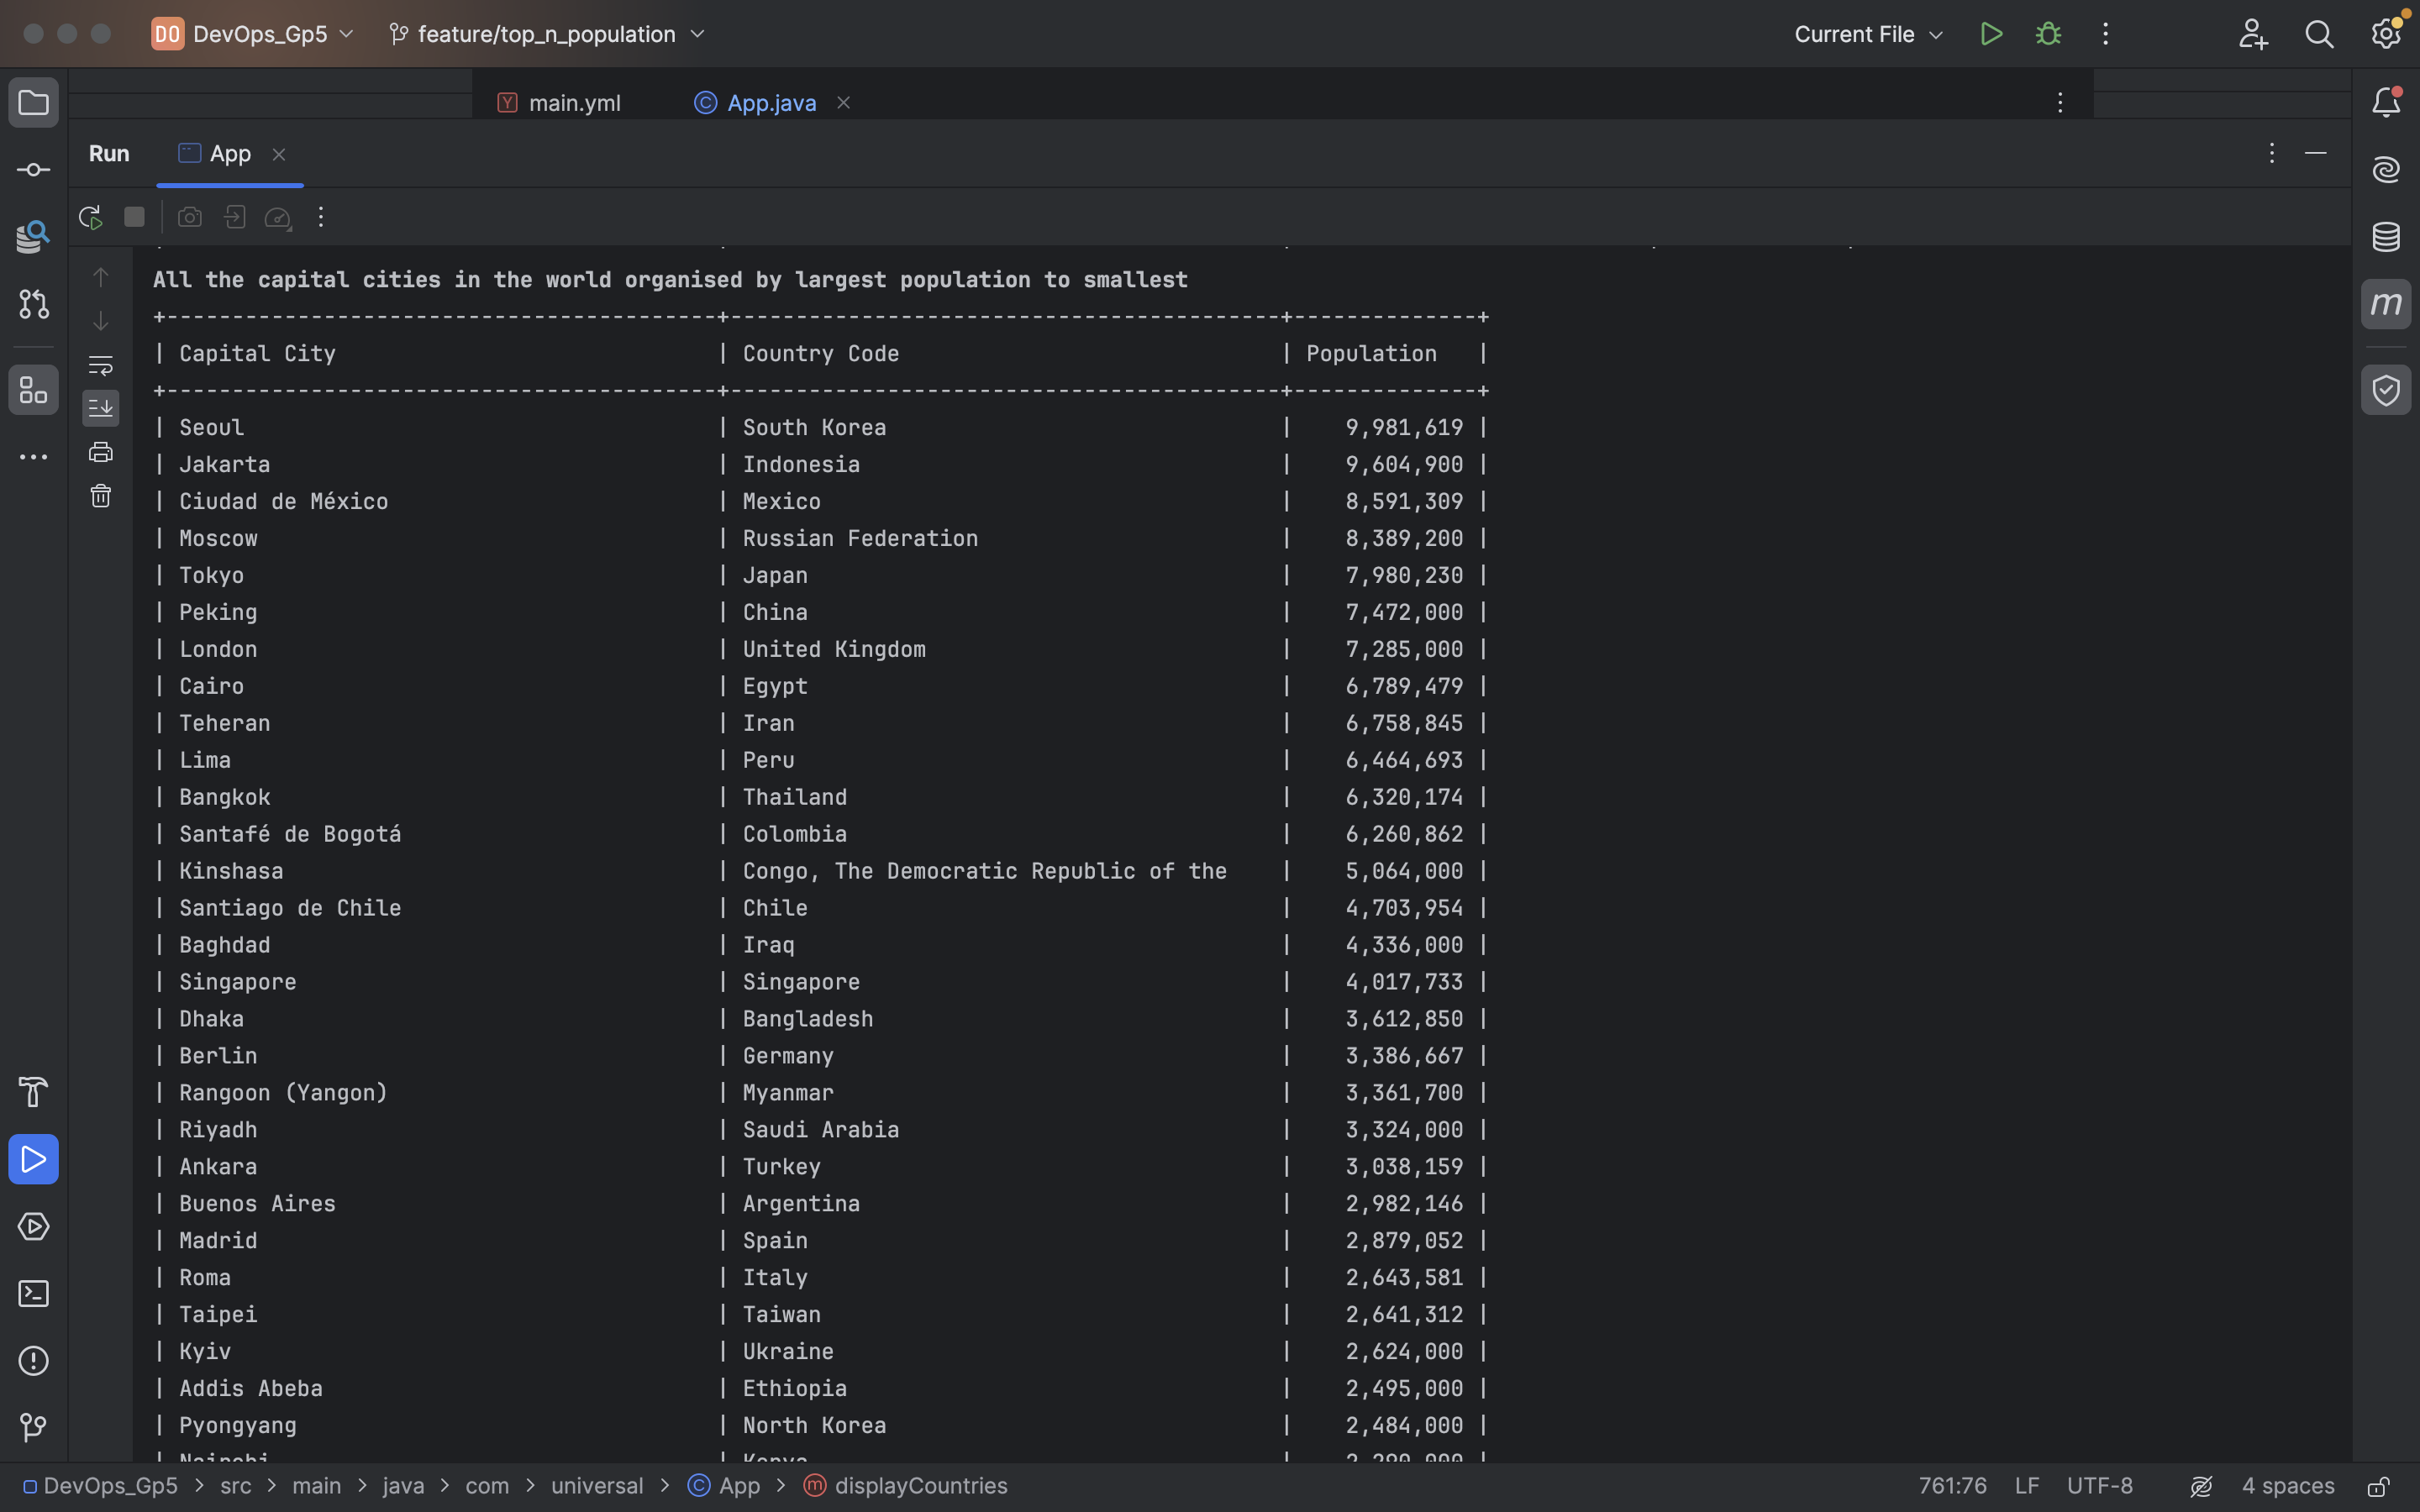 DO DevOps_Gp5 feature/top_n_population Current File
main.yml App.java
Run App
All the capital cities in the world organised by largest population to smallest
+------------------------------------------+------------------------------------------+--------------+
| Capital City | Country Code | Population |
+------------------------------------------+------------------------------------------+--------------+
| Seoul | South Korea | 9,981,619 |
| Jakarta | Indonesia | 9,604,900 |
| Ciudad de México | Mexico | 8,591,309 |
| Moscow | Russian Federation | 8,389,200 |
| Tokyo | Japan | 7,980,230 |
| Peking | China | 7,472,000 |
| London | United Kingdom | 7,285,000 |
| Cairo | Egypt | 6,789,479 |
| Teheran | Iran | 6,758,845 |
| Lima | Peru | 6,464,693 |
| Bangkok | Thailand | 6,320,174 |
| Santafé de Bogotá | Colombia | 6,260,862 |
| Kinshasa | Congo, The Democratic Republic of the | 5,064,000 |
| Santiago de Chile | Chile | 4,703,954 |
| Baghdad | Iraq | 4,336,000 |
| Singapore | Singapore | 4,017,733 |
| Dhaka | Bangladesh | 3,612,850 |
| Berlin | Germany | 3,386,667 |
| Rangoon (Yangon) | Myanmar | 3,361,700 |
| Riyadh | Saudi Arabia | 3,324,000 |
| Ankara | Turkey | 3,038,159 |
| Buenos Aires | Argentina | 2,982,146 |
| Madrid | Spain | 2,879,052 |
| Roma | Italy | 2,643,581 |
| Taipei | Taiwan | 2,641,312 |
| Kyiv | Ukraine | 2,624,000 |
| Addis Abeba | Ethiopia | 2,495,000 |
| Pyongyang | North Korea | 2,484,000 |
DevOps_Gp5 > src > main > java > com > universal > App > displayCountries 761:76 LF UTF-8 4 spaces